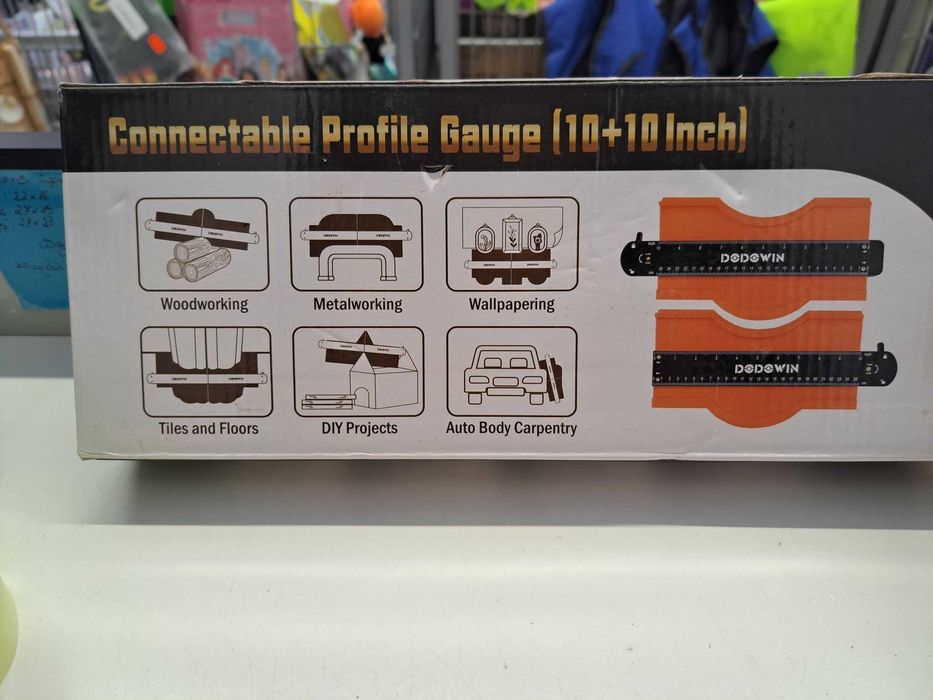 Connectable Profile Gauge (10+10 Inch)
Woodworking
Metalworking
Wallpapering
DODOWIN
Tiles and Floors
DIY Projects
Auto Body Carpentry
DODOWIN